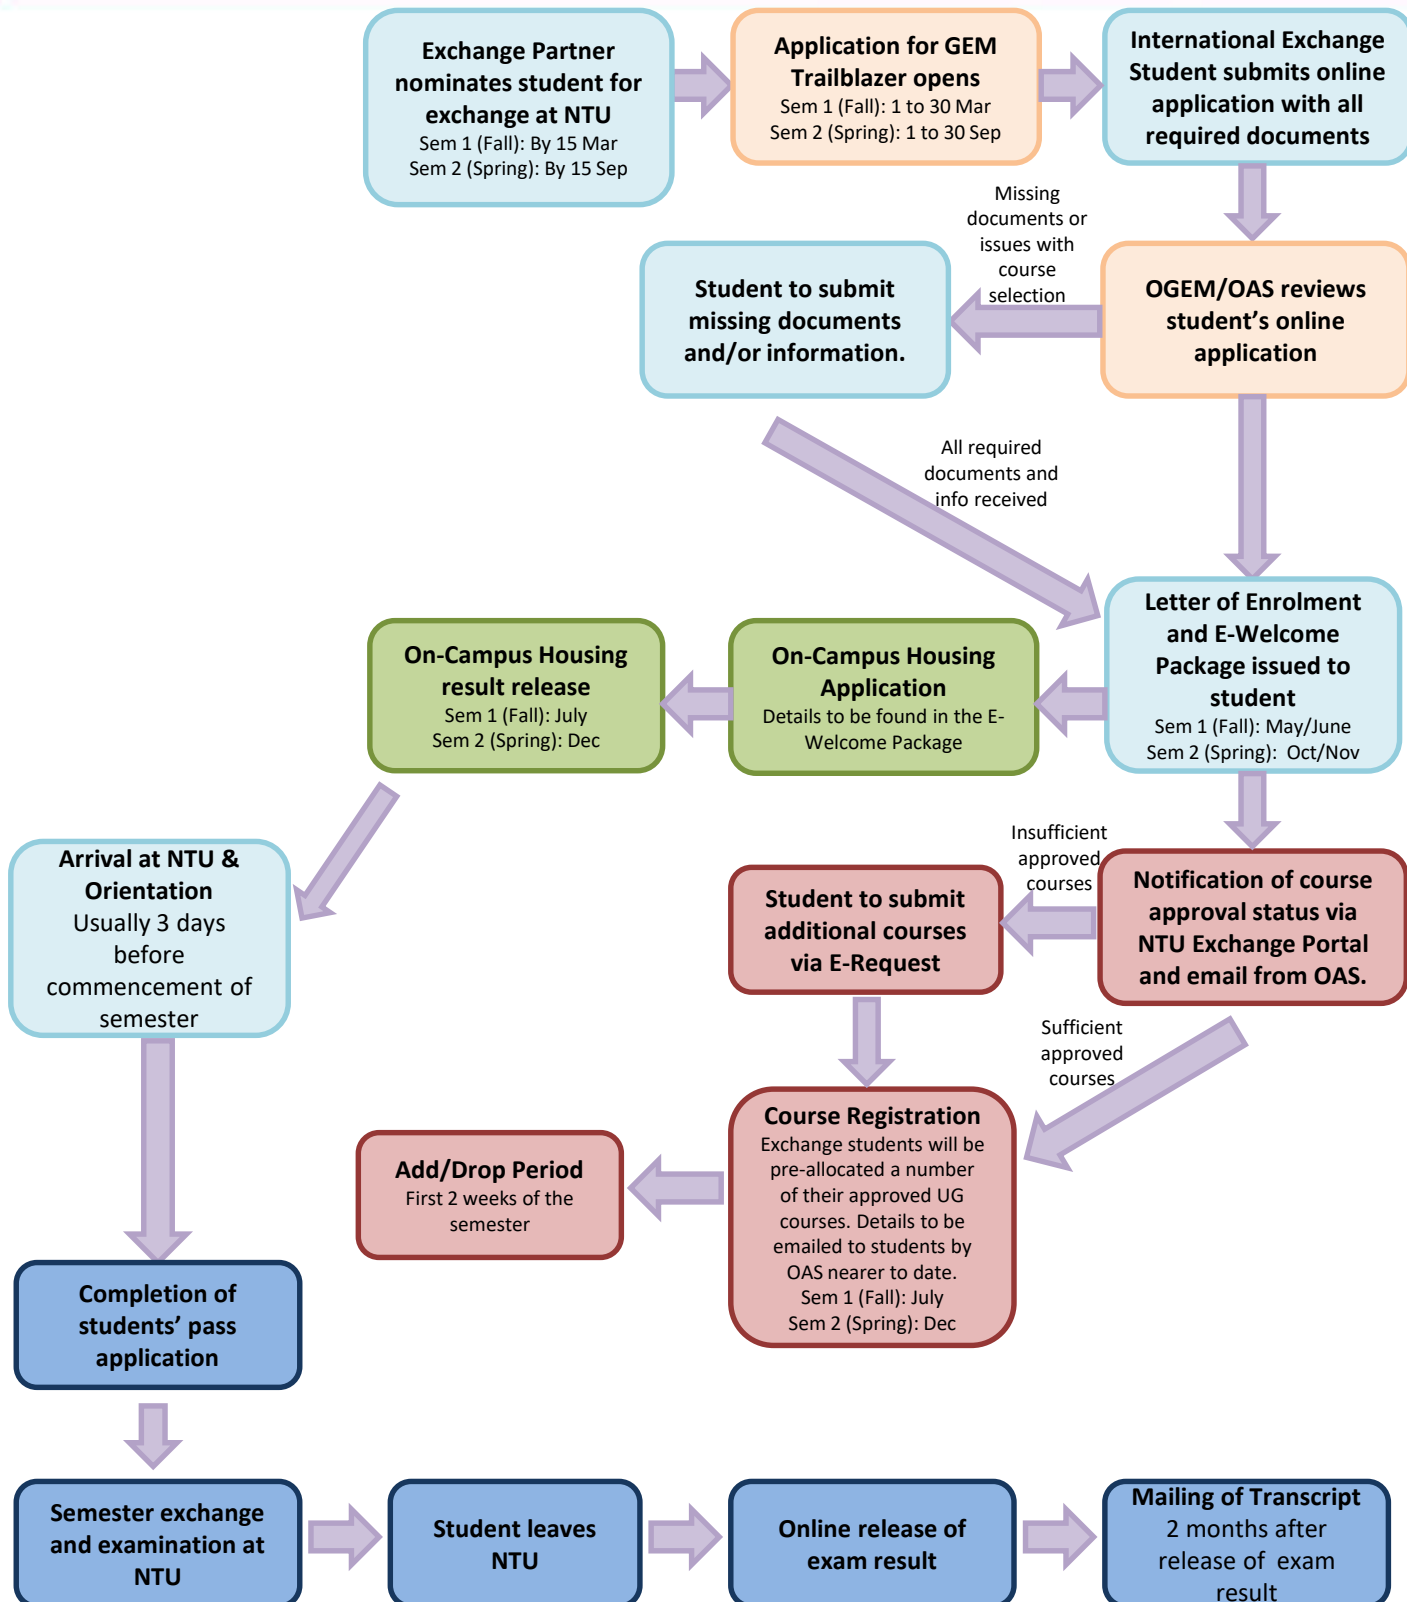 Exchange Partner
nominates student for
exchange at NTU
Sem 1 (Fall): By 15 Mar
Sem 2 (Spring): By 15 Sep
Application for GEM
Trailblazer opens
Sem 1 (Fall): 1 to 30 Mar
Sem 2 (Spring): 1 to 30 Sep
International Exchange
Student submits online
application with all
required documents
Missing
documents or
issues with
course
selection
Student to submit
missing documents
and/or information.
OGEM/OAS reviews
student’s online
application
All required
documents and
info received
Letter of Enrolment
and E-Welcome
Package issued to
student
Sem 1 (Fall): May/June
Sem 2 (Spring): Oct/Nov
On-Campus Housing
Application
Details to be found in the E-
Welcome Package
On-Campus Housing
result release
Sem 1 (Fall): July
Sem 2 (Spring): Dec
Arrival at NTU &
Orientation
Usually 3 days
before
commencement of
semester
Insufficient
approved
courses
Notification of course
approval status via
NTU Exchange Portal
and email from OAS.
Student to submit
additional courses
via E-Request
Sufficient
approved
courses
Course Registration
Exchange students will be
pre-allocated a number
of their approved UG
courses. Details to be
emailed to students by
OAS nearer to date.
Sem 1 (Fall): July
Sem 2 (Spring): Dec
Add/Drop Period
First 2 weeks of the
semester
Completion of
students’ pass
application
Semester exchange
and examination at
NTU
Student leaves
NTU
Online release of
exam result
Mailing of Transcript
2 months after
release of exam
result